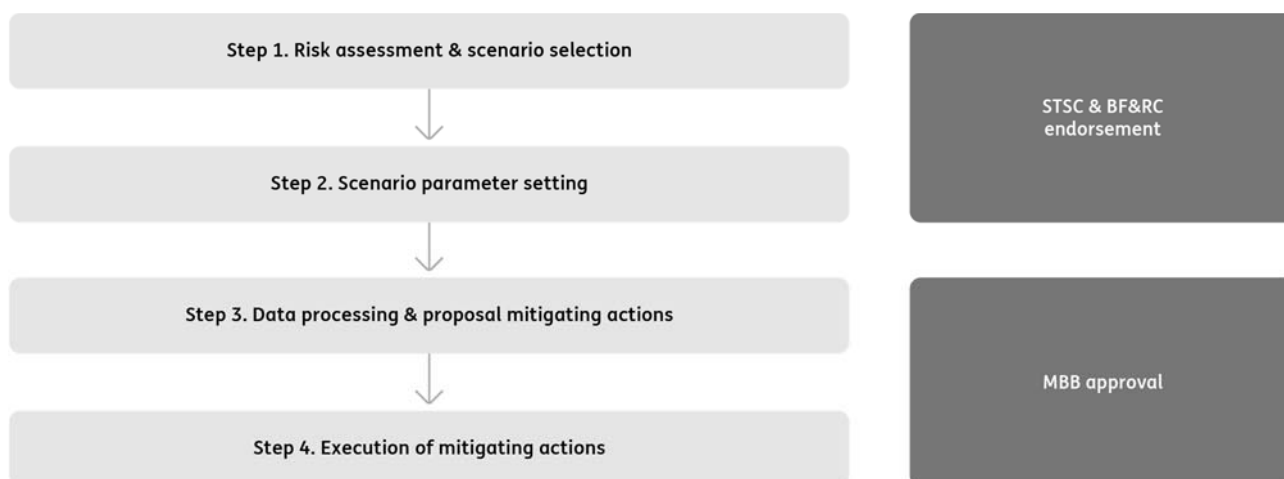 Step 1. Risk assessment & scenario selection
Step 2. Scenario parameter setting
Step 3. Data processing & proposal mitigating actions
Step 4. Execution of mitigating actions
STSC & BF&RC
endorsement
MBB approval